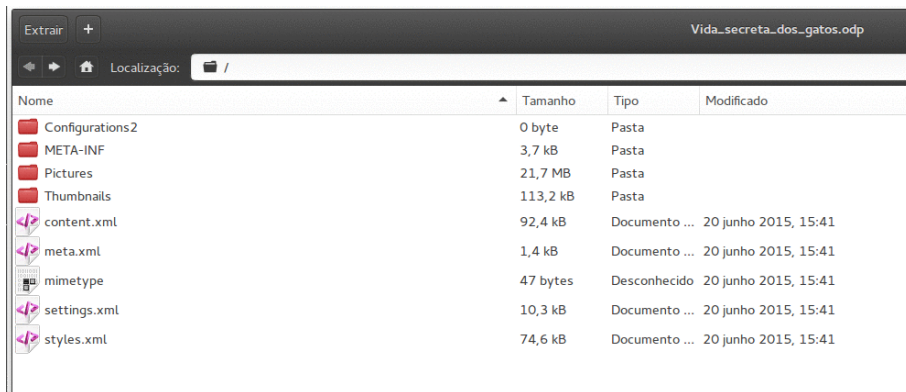 Extrair + Vida_secreta_dos_gatos.odp
Localização: /
Nome Tamanho Tipo Modificado
Configurations2 0 byte Pasta
META-INF 3,7 kB Pasta
Pictures 21,7 MB Pasta
Thumbnails 113,2 kB Pasta
content.xml 92,4 kB Documento ... 20 junho 2015, 15:41
meta.xml 1,4 kB Documento ... 20 junho 2015, 15:41
mimetype 47 bytes Desconhecido 20 junho 2015, 15:41
settings.xml 10,3 kB Documento ... 20 junho 2015, 15:41
styles.xml 74,6 kB Documento ... 20 junho 2015, 15:41